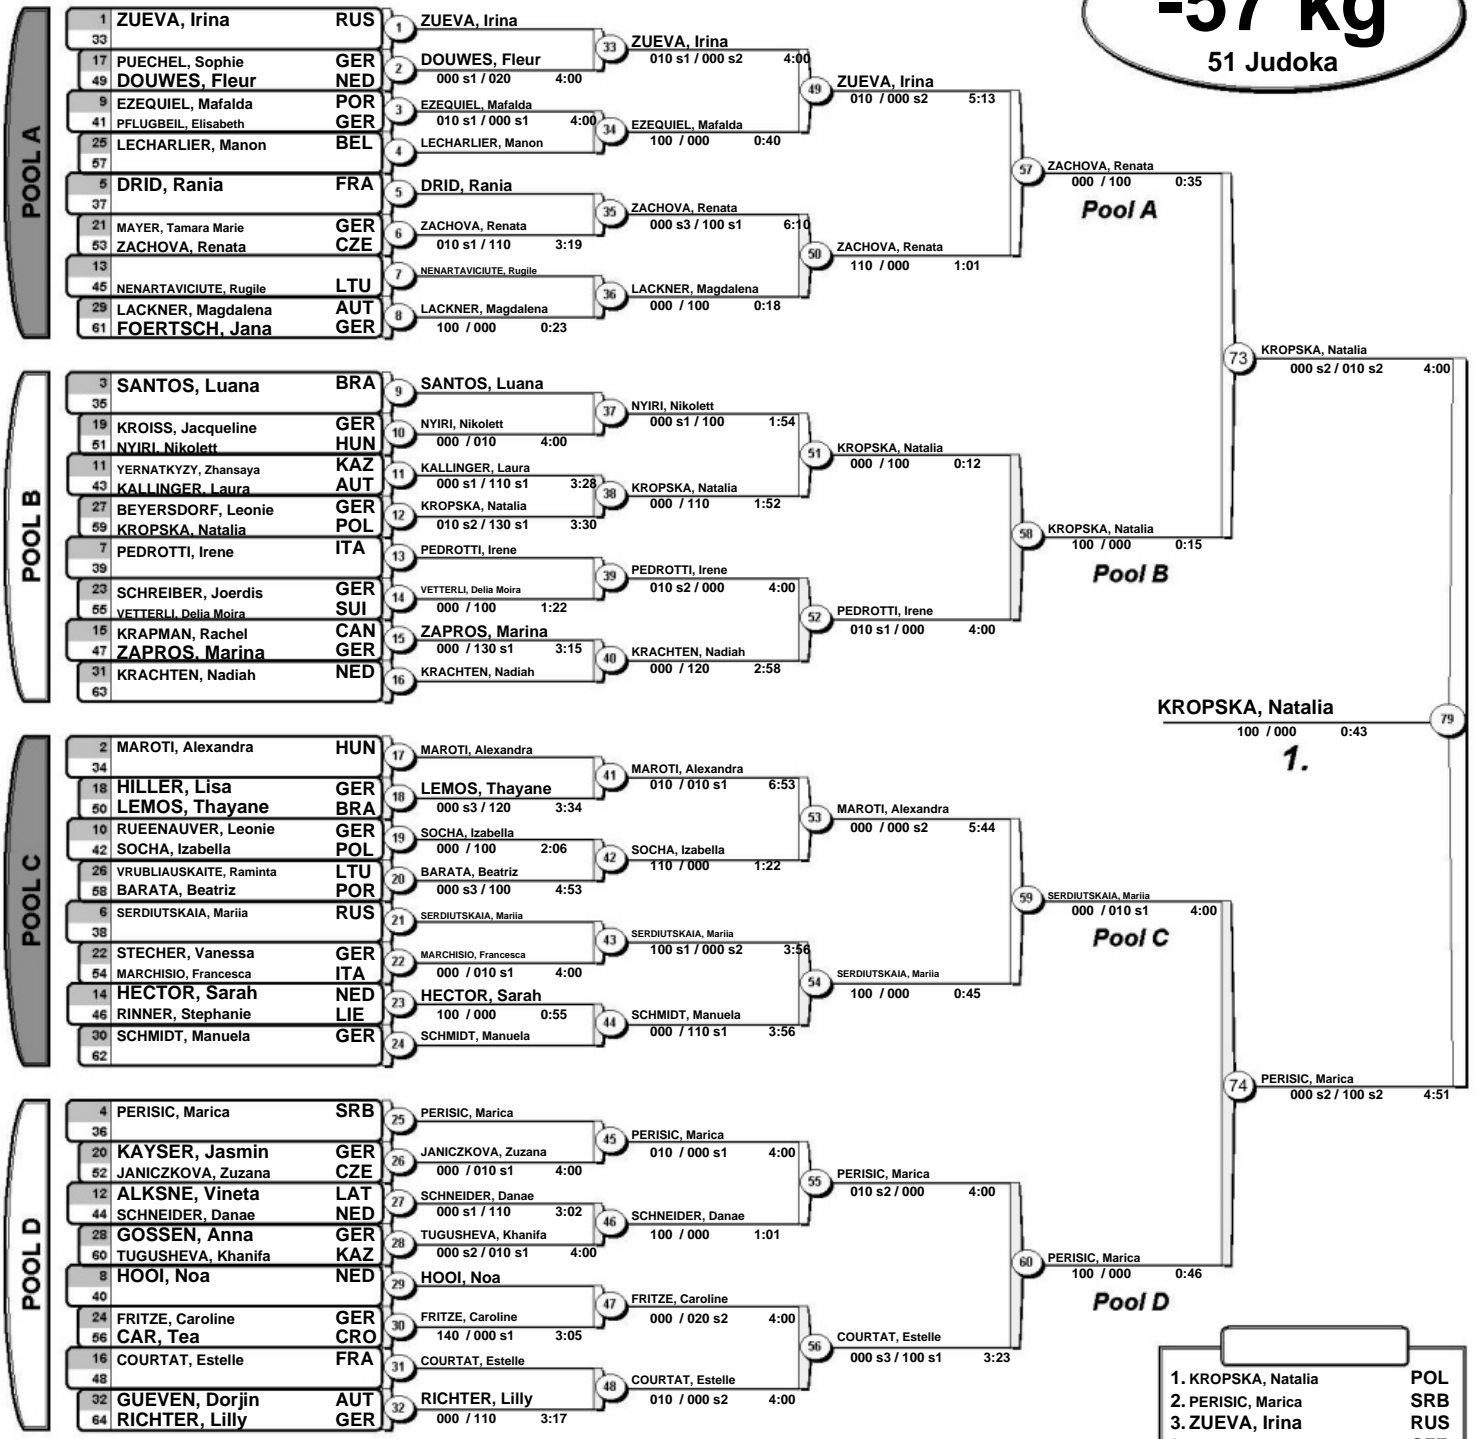 -57 kg
51 Judoka
POOL A
1 ZUEVA, Irina RUS
33
17 PUECHEL, Sophie GER
49 DOUWES, Fleur NED
9 EZEQUIEL, Mafalda POR
41 PFLUGBEIL, Elisabeth GER
25 LECHARLIER, Manon BEL
57
5 DRID, Rania FRA
37
21 MAYER, Tamara Marie GER
53 ZACHOVA, Renata CZE
13
45 NENARTAVICIUTE, Rugile LTU
29 LACKNER, Magdalena AUT
61 FOERTSCH, Jana GER
1 ZUEVA, Irina
2 DOUWES, Fleur
000 s1 / 020 4:00
3 EZEQUIEL, Mafalda
010 s1 / 000 s1 4:00
4 LECHARLIER, Manon
5 DRID, Rania
6 ZACHOVA, Renata
010 s1 / 110 3:19
7 NENARTAVICIUTE, Rugile
8 LACKNER, Magdalena
100 / 000 0:23
33 ZUEVA, Irina
010 s1 / 000 s2 4:00
34 EZEQUIEL, Mafalda
100 / 000 0:40
35 ZACHOVA, Renata
000 s3 / 100 s1 6:10
36 LACKNER, Magdalena
000 / 100 0:18
49 ZUEVA, Irina
010 / 000 s2 5:13
50 ZACHOVA, Renata
110 / 000 1:01
57 ZACHOVA, Renata
000 / 100 0:35
Pool A
POOL B
3 SANTOS, Luana BRA
35
19 KROISS, Jacqueline GER
51 NYIRI, Nikolett HUN
11 YERNATKYZY, Zhansaya KAZ
43 KALLINGER, Laura AUT
27 BEYERSDORF, Leonie GER
59 KROPSKA, Natalia POL
7 PEDROTTI, Irene ITA
39
23 SCHREIBER, Joerdis GER
55 VETTERLI, Delia Moira SUI
15 KRAPMAN, Rachel CAN
47 ZAPROS, Marina GER
31 KRACHTEN, Nadiah NED
63
9 SANTOS, Luana
10 NYIRI, Nikolett
000 / 010 4:00
11 KALLINGER, Laura
000 s1 / 110 s1 3:28
12 KROPSKA, Natalia
010 s2 / 130 s1 3:30
13 PEDROTTI, Irene
14 VETTERLI, Delia Moira
000 / 100 1:22
15 ZAPROS, Marina
000 / 130 s1 3:15
16 KRACHTEN, Nadiah
37 NYIRI, Nikolett
000 s1 / 100 1:54
38 KROPSKA, Natalia
000 / 110 1:52
39 PEDROTTI, Irene
010 s2 / 000 4:00
40 KRACHTEN, Nadiah
000 / 120 2:58
51 KROPSKA, Natalia
000 / 100 0:12
52 PEDROTTI, Irene
010 s1 / 000 4:00
58 KROPSKA, Natalia
100 / 000 0:15
Pool B
73 KROPSKA, Natalia
000 s2 / 010 s2 4:00
KROPSKA, Natalia 79
100 / 000 0:43
1.
POOL C
2 MAROTI, Alexandra HUN
34
18 HILLER, Lisa GER
50 LEMOS, Thayane BRA
10 RUEENAUVER, Leonie GER
42 SOCHA, Izabella POL
26 VRUBLIAUSKAITE, Raminta LTU
58 BARATA, Beatriz POR
6 SERDIUTSKAIA, Mariia RUS
38
22 STECHER, Vanessa GER
54 MARCHISIO, Francesca ITA
14 HECTOR, Sarah NED
46 RINNER, Stephanie LIE
30 SCHMIDT, Manuela GER
62
17 MAROTI, Alexandra
18 LEMOS, Thayane
000 s3 / 120 3:34
19 SOCHA, Izabella
000 / 100 2:06
20 BARATA, Beatriz
000 s3 / 100 4:53
21 SERDIUTSKAIA, Mariia
22 MARCHISIO, Francesca
000 / 010 s1 4:00
23 HECTOR, Sarah
100 / 000 0:55
24 SCHMIDT, Manuela
41 MAROTI, Alexandra
010 / 010 s1 6:53
42 SOCHA, Izabella
110 / 000 1:22
43 SERDIUTSKAIA, Mariia
100 s1 / 000 s2 3:56
44 SCHMIDT, Manuela
000 / 110 s1 3:56
53 MAROTI, Alexandra
000 / 000 s2 5:44
54 SERDIUTSKAIA, Mariia
100 / 000 0:45
59 SERDIUTSKAIA, Mariia
000 / 010 s1 4:00
Pool C
POOL D
4 PERISIC, Marica SRB
36
20 KAYSER, Jasmin GER
52 JANICZKOVA, Zuzana CZE
12 ALKSNE, Vineta LAT
44 SCHNEIDER, Danae NED
28 GOSSEN, Anna GER
60 TUGUSHEVA, Khanifa KAZ
8 HOOI, Noa NED
40
24 FRITZE, Caroline GER
56 CAR, Tea CRO
16 COURTAT, Estelle FRA
48
32 GUEVEN, Dorjin AUT
64 RICHTER, Lilly GER
25 PERISIC, Marica
26 JANICZKOVA, Zuzana
000 / 010 s1 4:00
27 SCHNEIDER, Danae
000 s1 / 110 3:02
28 TUGUSHEVA, Khanifa
000 s2 / 010 s1 4:00
29 HOOI, Noa
30 FRITZE, Caroline
140 / 000 s1 3:05
31 COURTAT, Estelle
32 RICHTER, Lilly
000 / 110 3:17
45 PERISIC, Marica
010 / 000 s1 4:00
46 SCHNEIDER, Danae
100 / 000 1:01
47 FRITZE, Caroline
000 / 020 s2 4:00
48 COURTAT, Estelle
010 / 000 s2 4:00
55 PERISIC, Marica
010 s2 / 000 4:00
56 COURTAT, Estelle
000 s3 / 100 s1 3:23
60 PERISIC, Marica
100 / 000 0:46
Pool D
74 PERISIC, Marica
000 s2 / 100 s2 4:51
1. KROPSKA, Natalia POL
2. PERISIC, Marica SRB
3. ZUEVA, Irina RUS